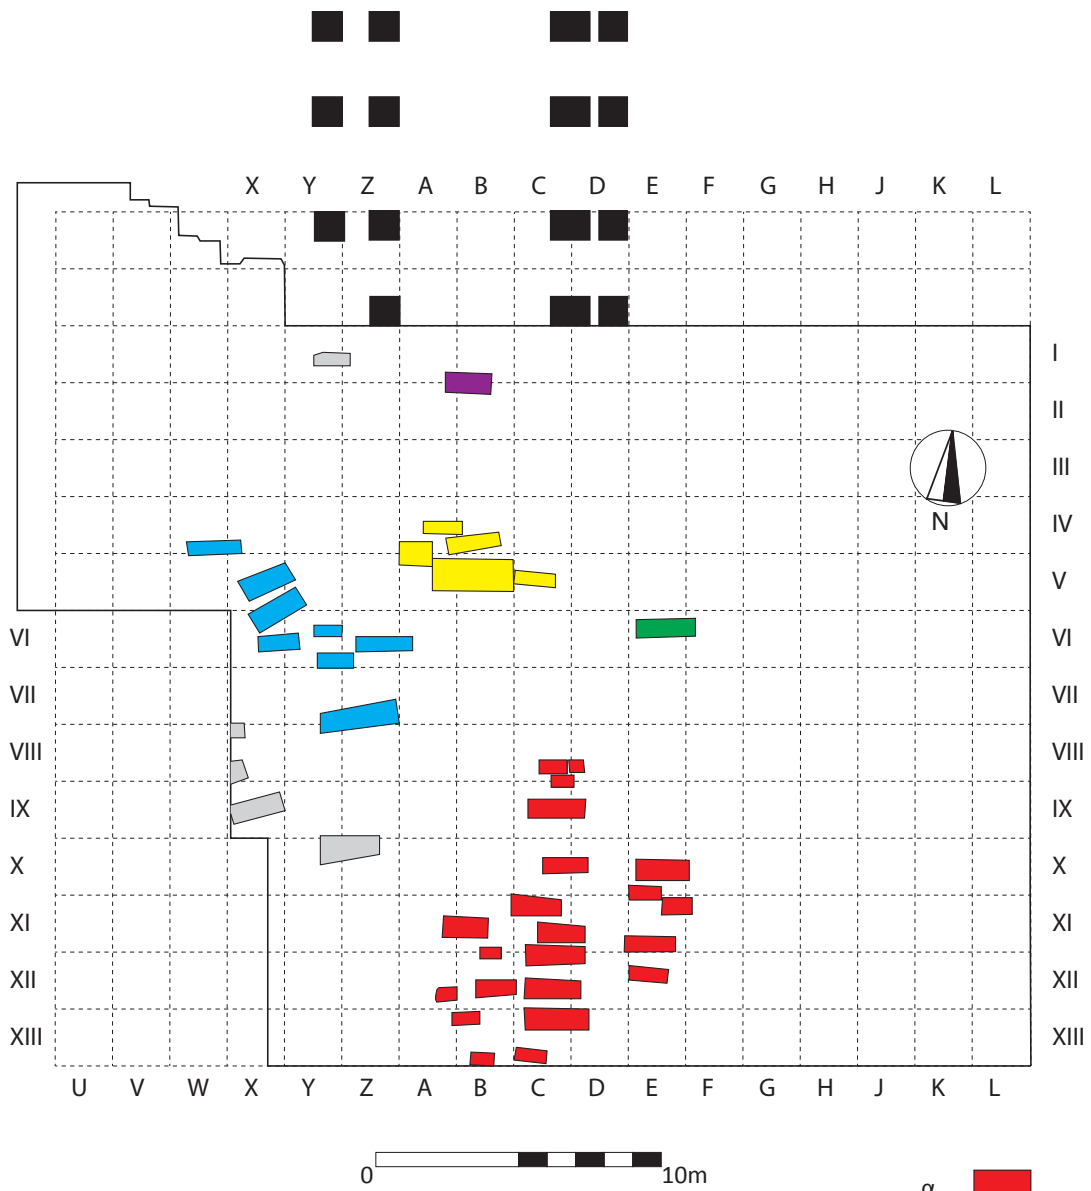 X Y Z A B C D E F G H J K L
I
II
III
IV
N
V
VI VI
VII VII
VIII VIII
IX IX
X X
XI XI
XII XII
XIII XIII
U V W X Y Z A B C D E F G H J K L
0 10m
α